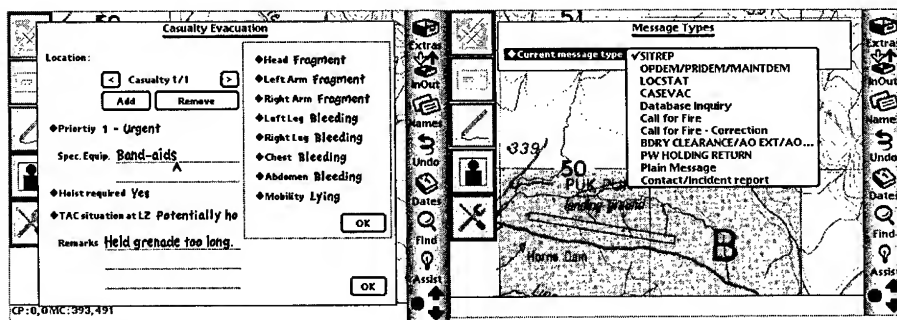 Casualty Evacuation
Location:
< Casualty 1/1 >
Add Remove
◆Priortiy 1 - Urgent
Spec. Equip. Band-aids
◆Hoist required Yes
◆TAC situation at LZ Potentially ho
Remarks Held grenade too long.
OK
◆Head Fragment
◆Left Arm Fragment
◆Right Arm Fragment
◆Left Leg Bleeding
◆Right Leg Bleeding
◆Chest Bleeding
◆Abdomen Bleeding
◆Mobility Lying
OK
CP:0,0MC:393,491
Extras
InOut
Names
Undo
Dates
Find
Assist
Message Types
◆Current message type
✓SITREP
OPDEM/PRIDEM/MAINTDEM
LOCSTAT
CASEVAC
Database Inquiry
Call for Fire
Call for Fire - Correction
BDRY CLEARANCE/AO EXT/AO...
PW HOLDING RETURN
Plain Message
Contact/Incident report
339
50
PUK
landing ground
B
Horne Dam
Extras
InOut
Names
Undo
Dates
Find
Assist